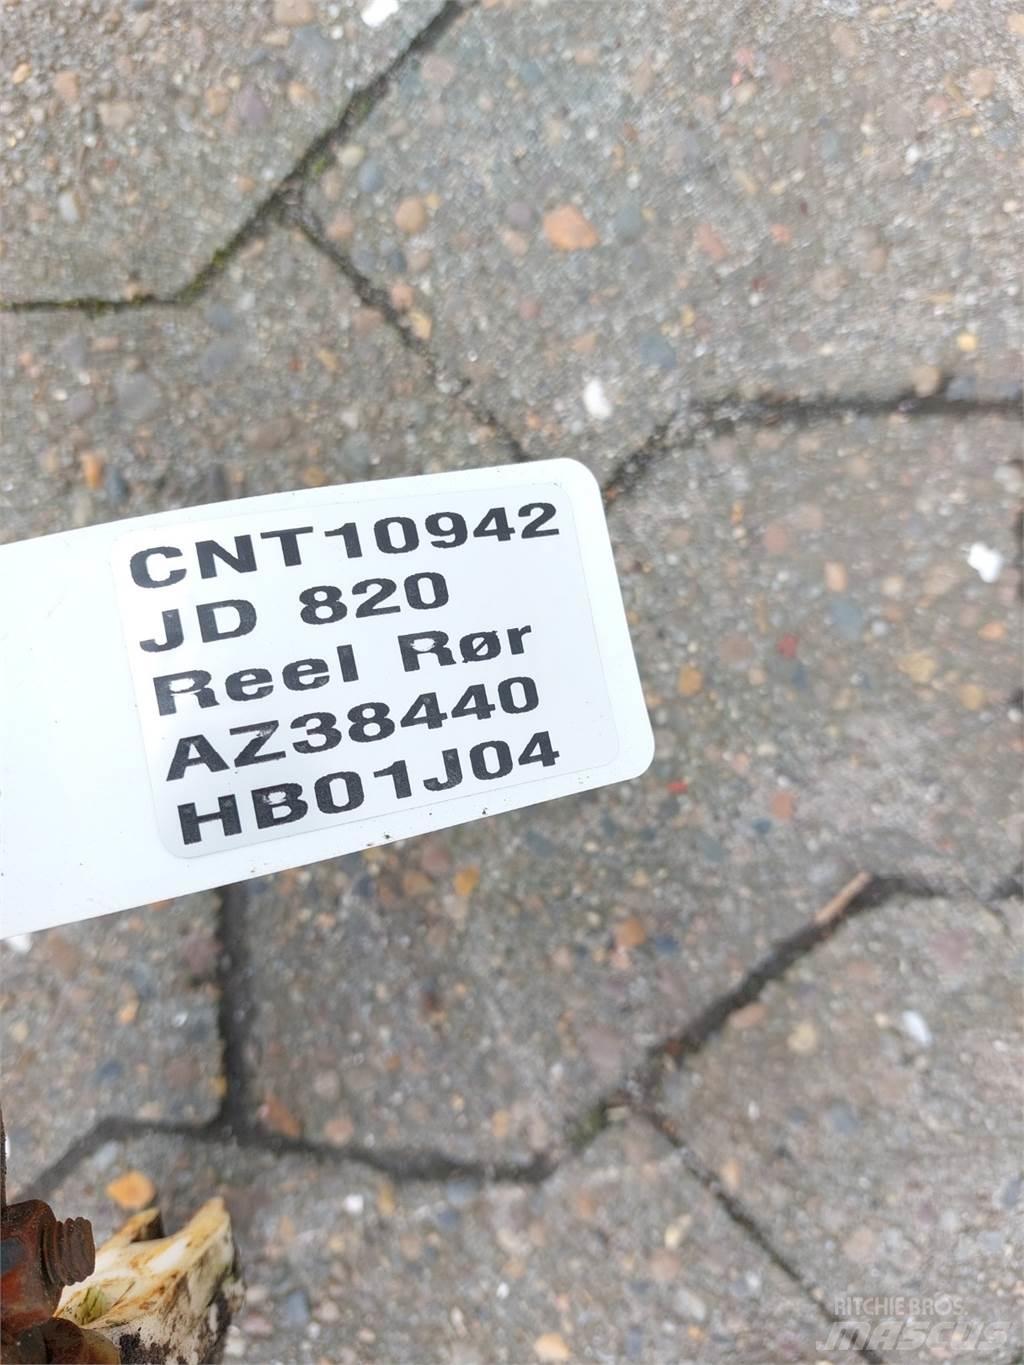 CNT10942
JD 820
Reel Rør
AZ38440
HB01J04
RITCHIE BROS.
MASCUS